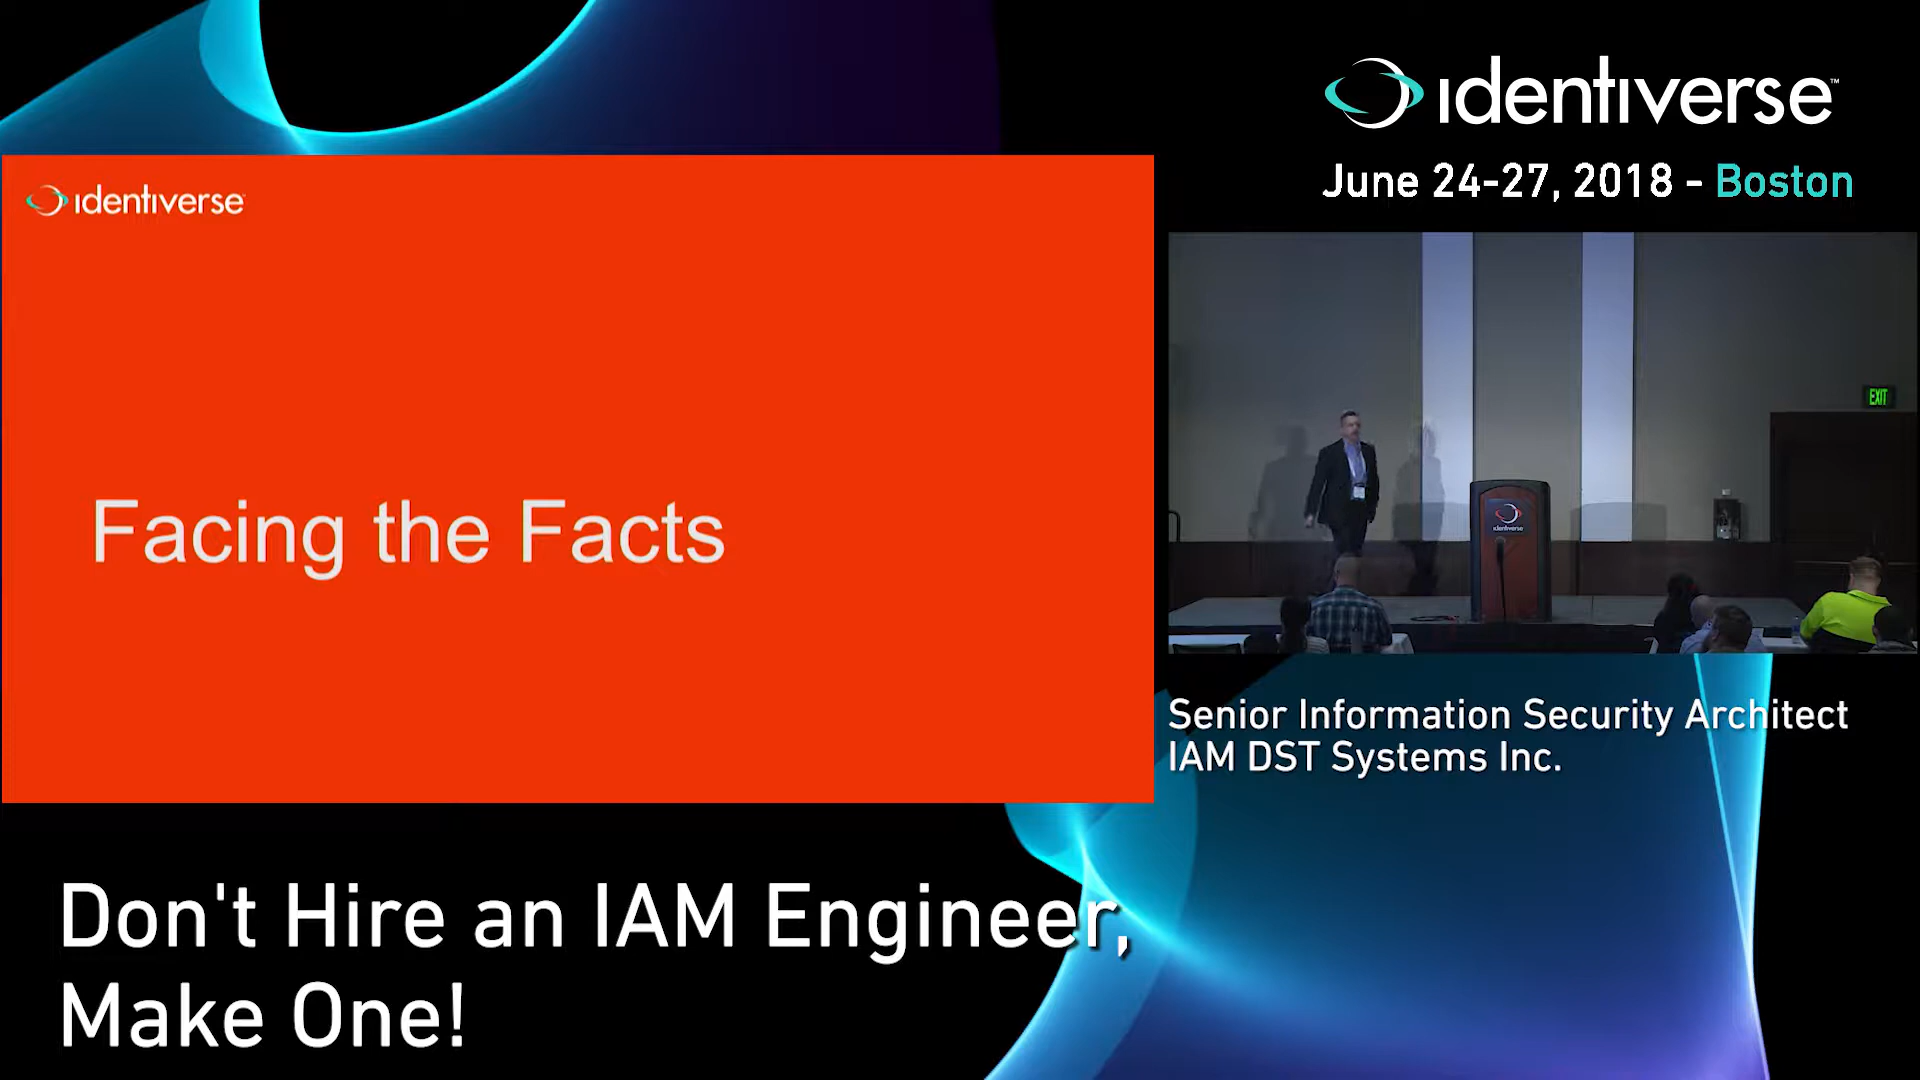 identiverse™
June 24-27, 2018 - Boston
identiverse
Facing the Facts
EXIT
identiverse
Senior Information Security Architect
IAM DST Systems Inc.
Don't Hire an IAM Engineer,
Make One!